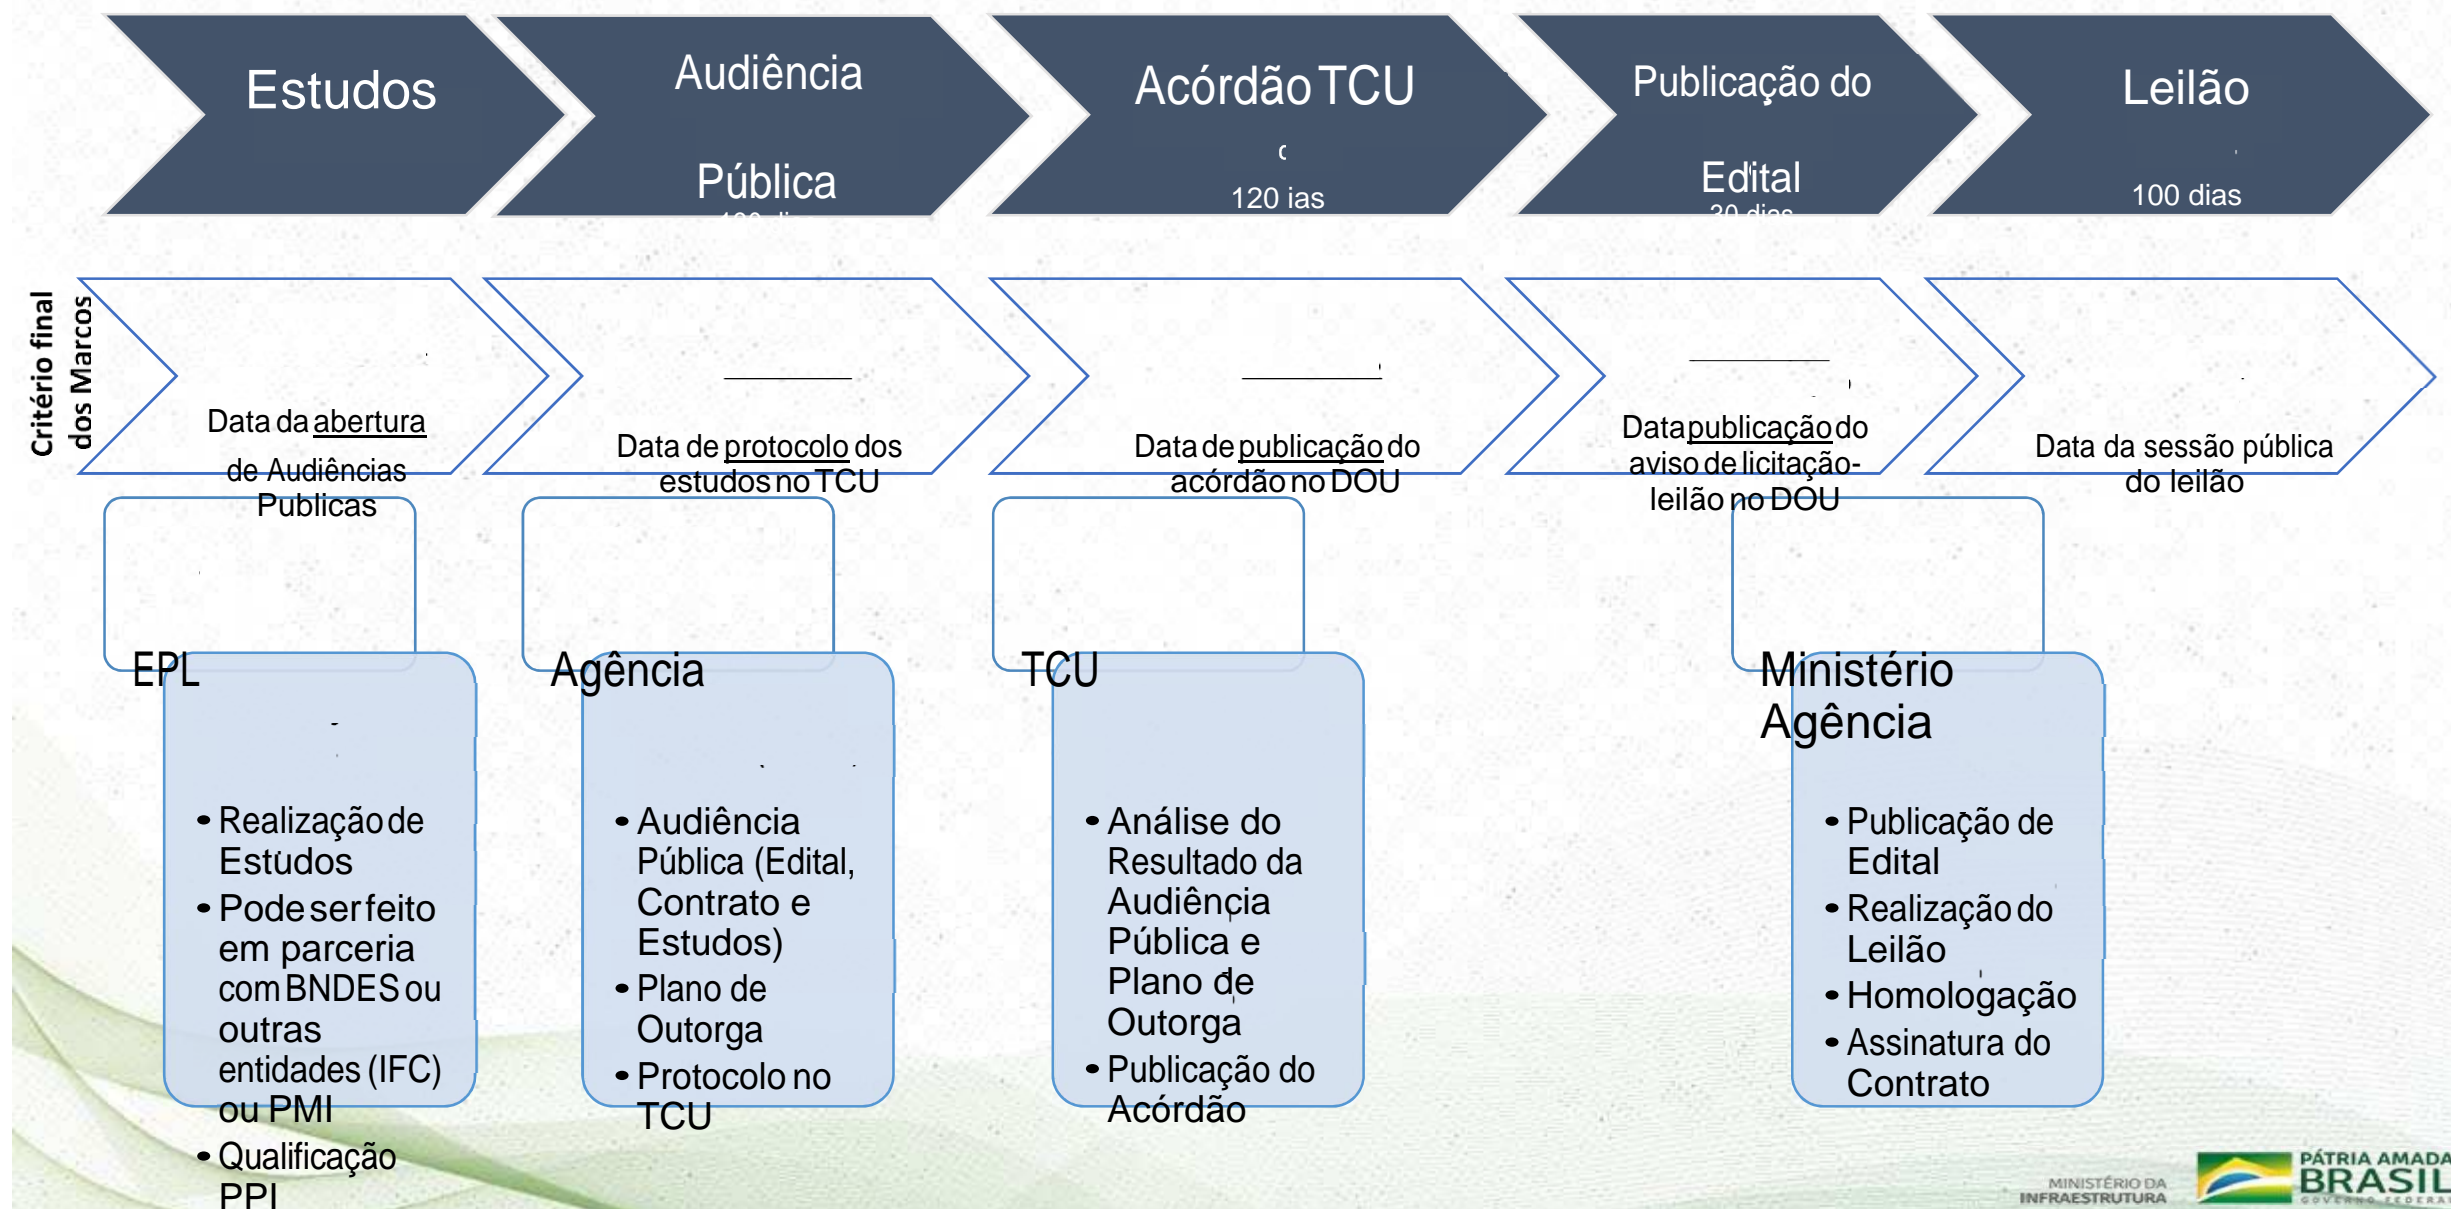 Estudos
Audiência
Pública
Acórdão TCU
120 ias
Publicação do
Edital
30 dias
Leilão
100 dias
Critério final
dos Marcos
Data da abertura
de Audiências
Publicas
Data de protocolo dos
estudos no TCU
Data de publicação do
acórdão no DOU
Data publicação do
aviso de licitação-
leilão no DOU
Data da sessão pública
do leilão
EPL
• Realização de
Estudos
• Pode ser feito
em parceria
com BNDES ou
outras
entidades (IFC)
ou PMI
• Qualificação
PPI
Agência
• Audiência
Pública (Edital,
Contrato e
Estudos)
• Plano de
Outorga
• Protocolo no
TCU
TCU
• Análise do
Resultado da
Audiência
Pública e
Plano de
Outorga
• Publicação do
Acórdão
Ministério
Agência
• Publicação de
Edital
• Realização do
Leilão
• Homologação
• Assinatura do
Contrato
MINISTÉRIO DA
INFRAESTRUTURA
PÁTRIA AMADA
BRASIL
GOVERNO FEDERAL